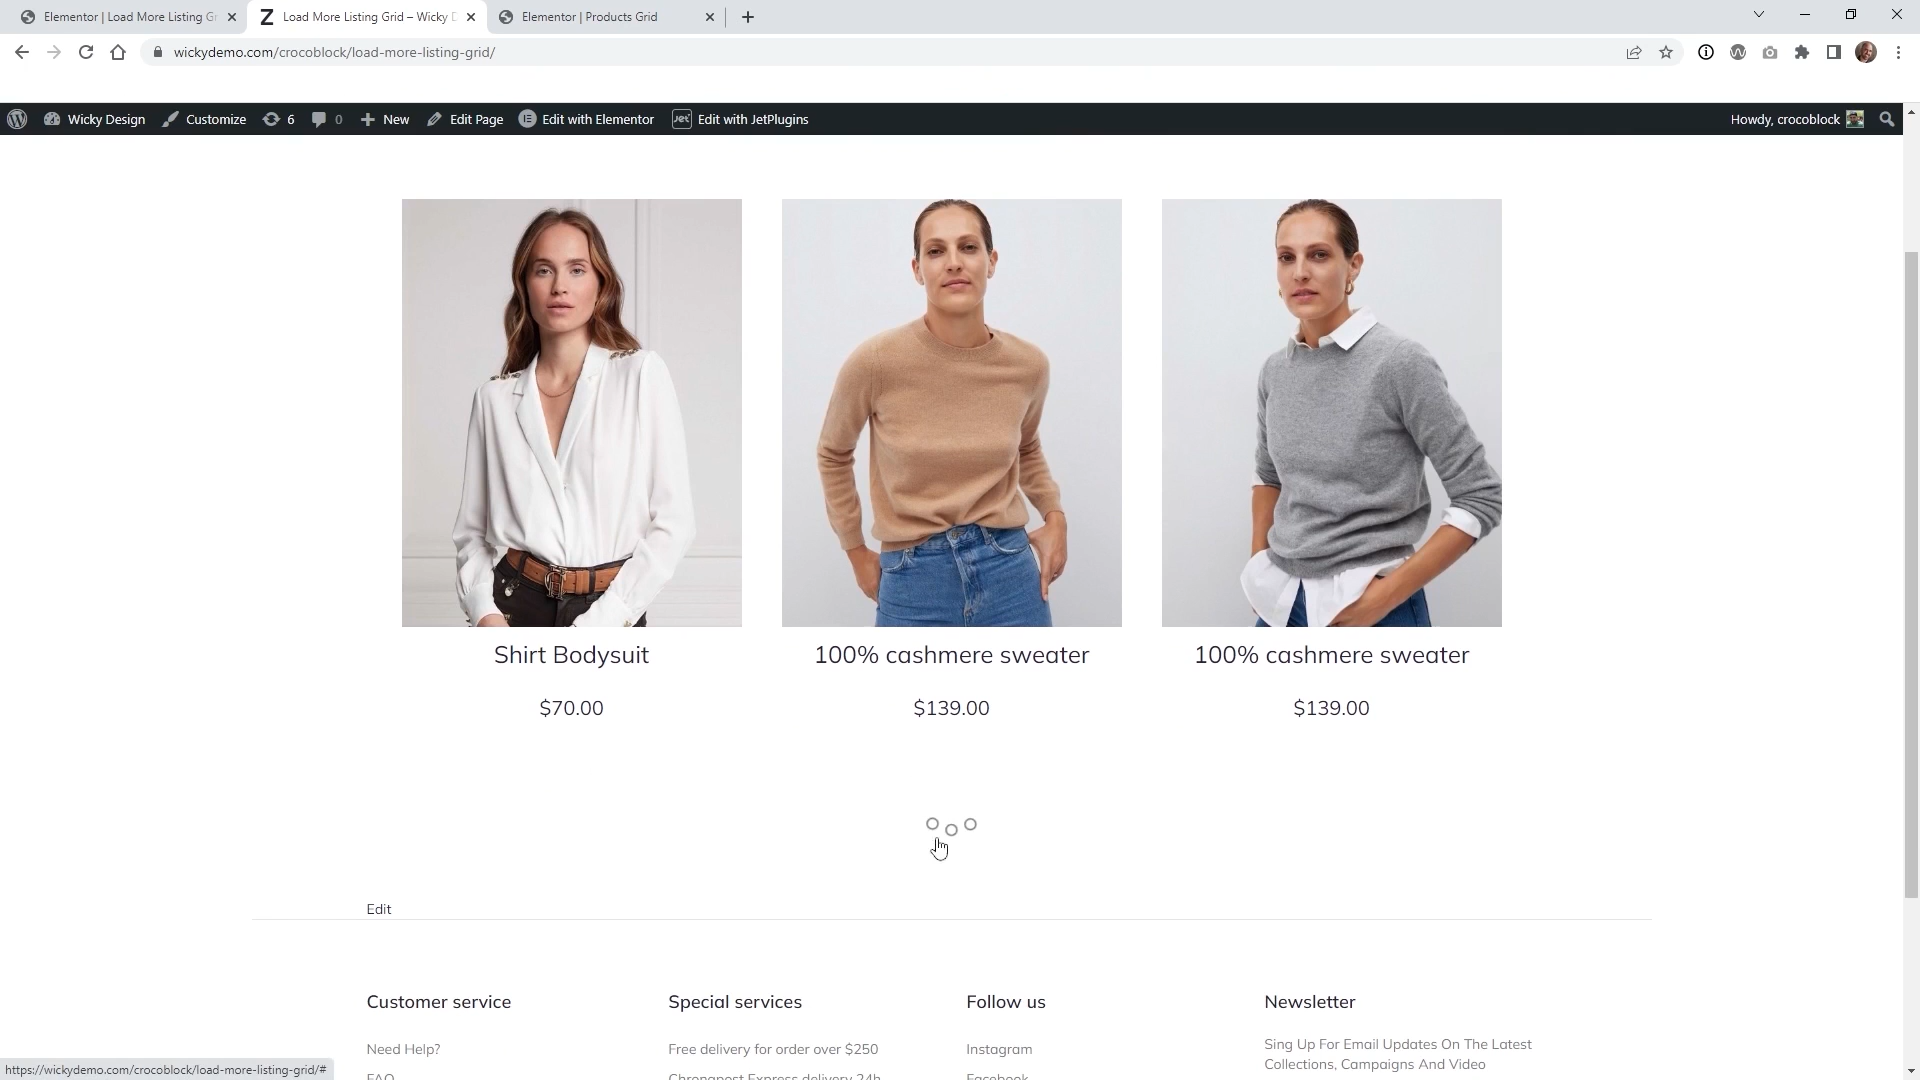 Elementor | Load More Listing Gr
Load More Listing Grid – Wicky D
Elementor | Products Grid
wickydemo.com/crocoblock/load-more-listing-grid/
Wicky Design
Customize
6
0
New
Edit Page
Edit with Elementor
Jet
Edit with JetPlugins
Howdy, crocoblock
Shirt Bodysuit
100% cashmere sweater
100% cashmere sweater
$70.00
$139.00
$139.00
Edit
Customer service
Special services
Follow us
Newsletter
Need Help?
Free delivery for order over $250
Instagram
Sing Up For Email Updates On The Latest
Collections, Campaigns And Video
FAQ
Chronopost Express delivery 24h
Facebook
https://wickydemo.com/crocoblock/load-more-listing-grid/#